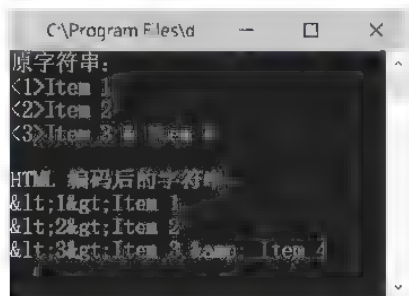 C:\Program Files\d
原字符串:
<1>Item 1
<2>Item 2
<3>Item 3
HTML 编码后的字符串
&lt;1&gt;Item 1
&lt;2&gt;Item 2
&lt;3&gt;Item 3 &amp; Item 4